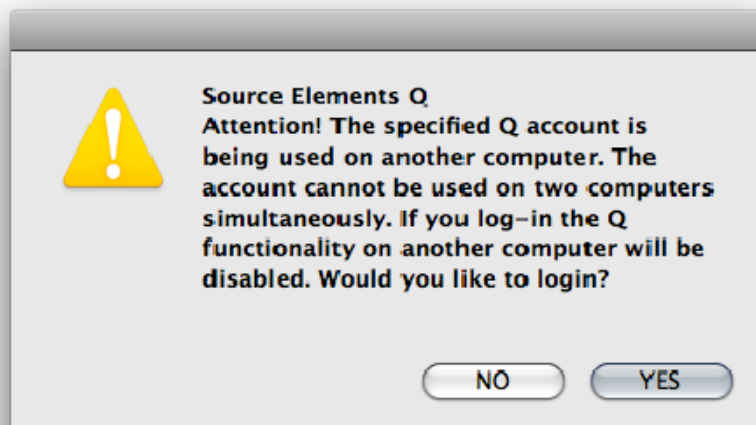 Source Elements Q
Attention! The specified Q account is
being used on another computer. The
account cannot be used on two computers
simultaneously. If you log-in the Q
functionality on another computer will be
disabled. Would you like to login?
NO YES